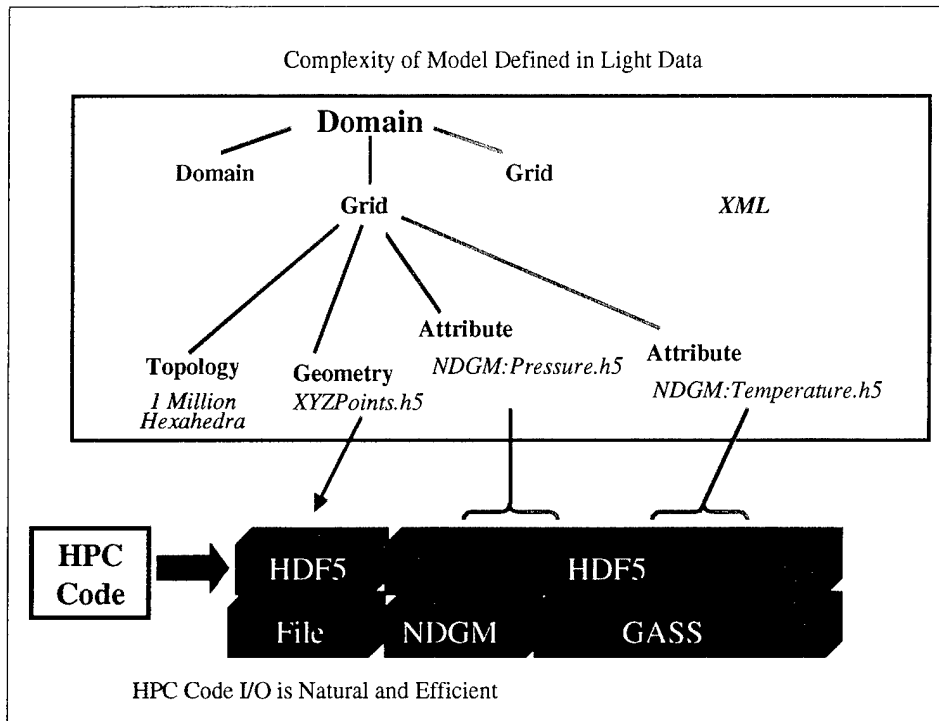 Complexity of Model Defined in Light Data
Domain
Domain
Grid
Grid
XML
Attribute
Attribute
Topology
Geometry
NDGM:Pressure.h5
1 Million
Hexahedra
XYZPoints.h5
NDGM:Temperature.h5
HPC
Code
HDF5
HDF5
File
NDGM
GASS
HPC Code I/O is Natural and Efficient